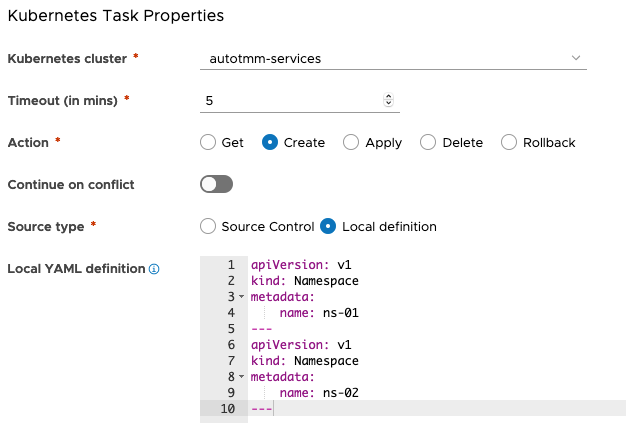 Kubernetes Task Properties
Kubernetes cluster * autotmm-services
Timeout (in mins) * 5
Action * Get Create Apply Delete Rollback
Continue on conflict
Source type * Source Control Local definition
Local YAML definition
1 apiVersion: v1
2 kind: Namespace
3 metadata:
4 name: ns-01
5 ---
6 apiVersion: v1
7 kind: Namespace
8 metadata:
9 name: ns-02
10 ---